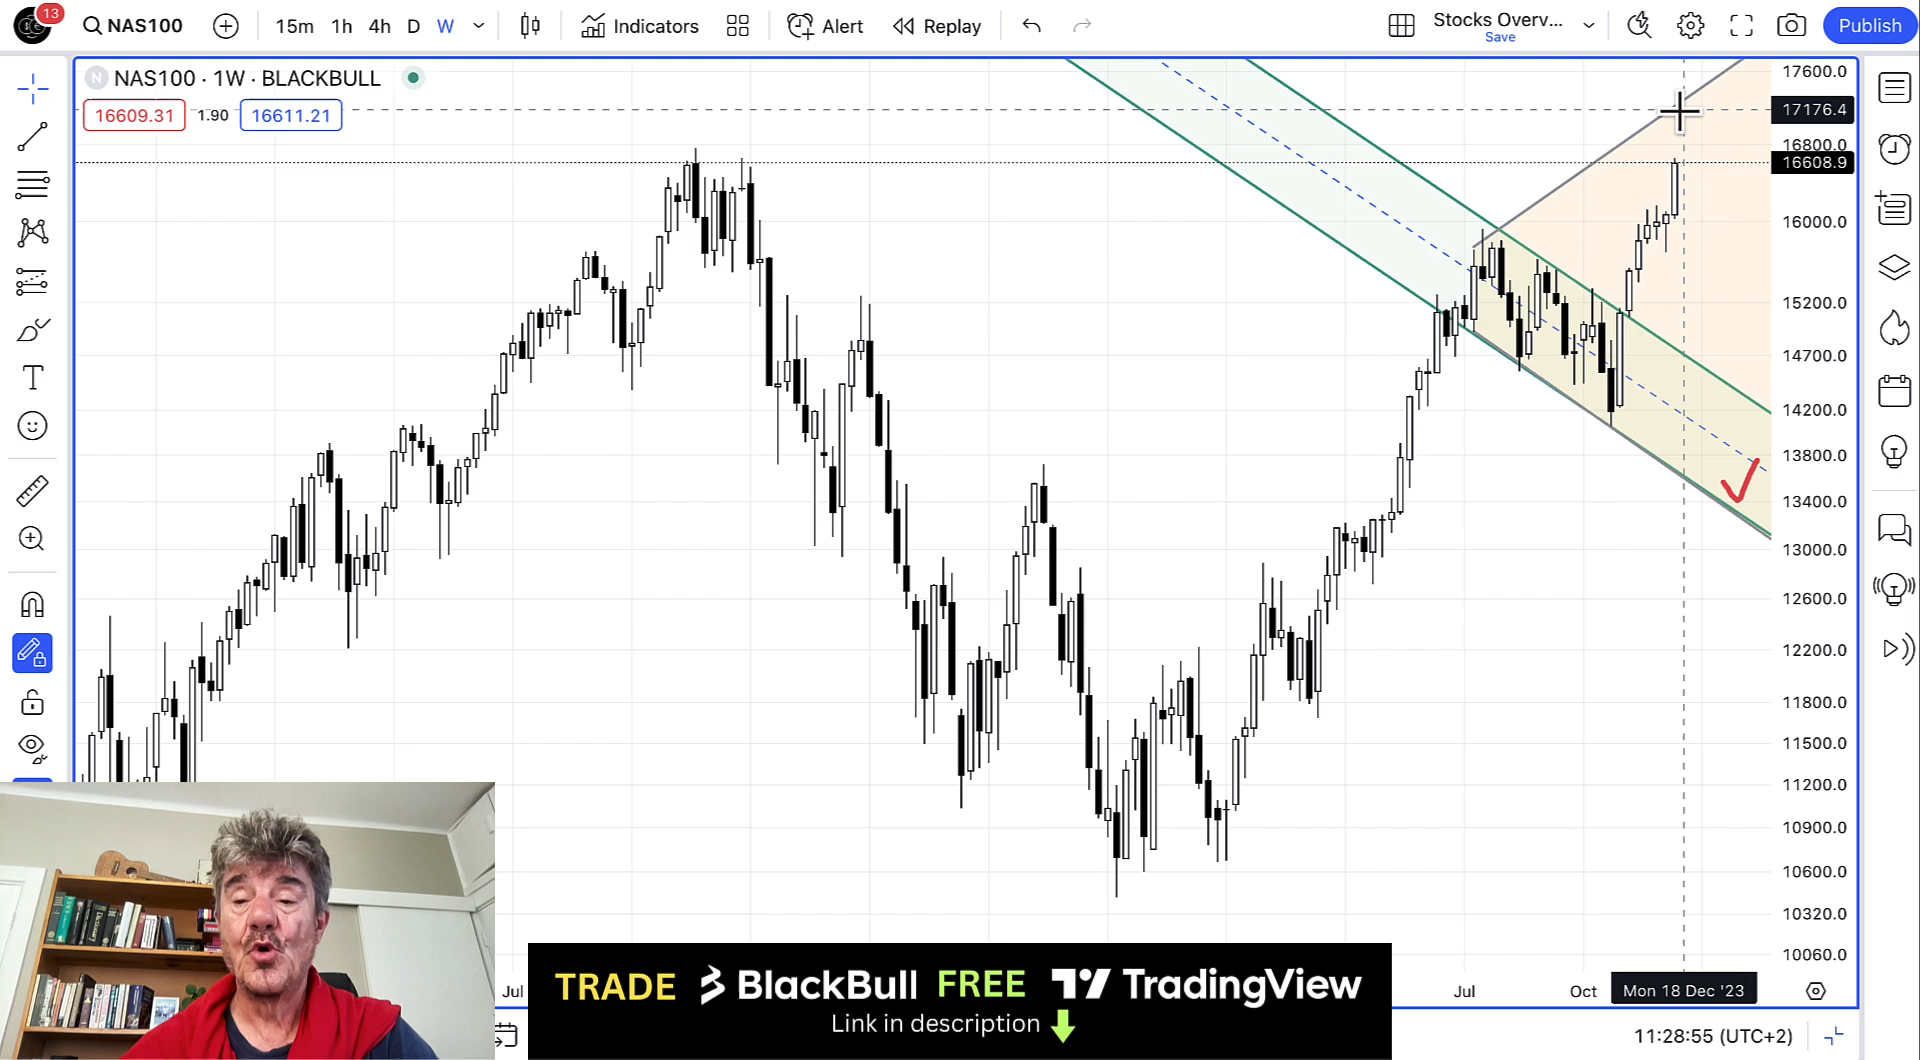 13
NAS100
15m 1h 4h D W
Indicators
Alert
Replay
Stocks Overv...
Save
Publish
N NAS100 · 1W · BLACKBULL
16609.31 1.90 16611.21
17600.0
17176.4
16800.0
16608.9
16000.0
15200.0
14700.0
14200.0
13800.0
13400.0
13000.0
12600.0
12200.0
11800.0
11500.0
11200.0
10900.0
10600.0
10320.0
10060.0
Jul
Jul Oct Mon 18 Dec '23
TRADE BlackBull FREE TradingView
Link in description
11:28:55 (UTC+2)